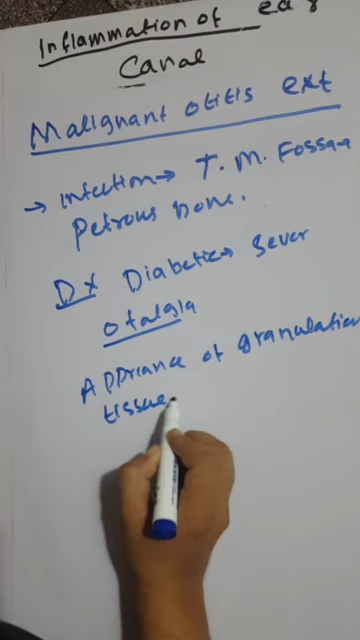 Inflammation of ear
Canal
Malignant otitis ext
→ Infection → T.M. Fossa →
Petrous bone.
Dx Diabetic → Sever
otalgia
Appriance of granulation
tissue